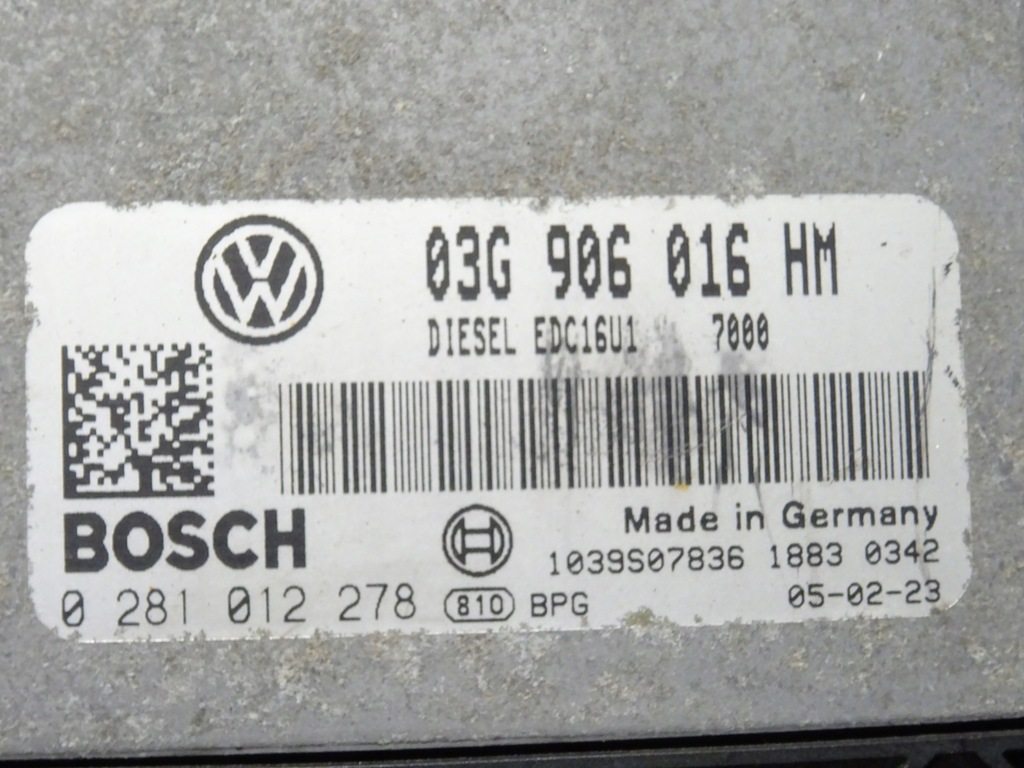 03G 906 016 HM
DIESEL EDC16U1 7000
BOSCH
Made in Germany
1039S07836 1883 0342
0 281 012 278 810 BPG
05-02-23